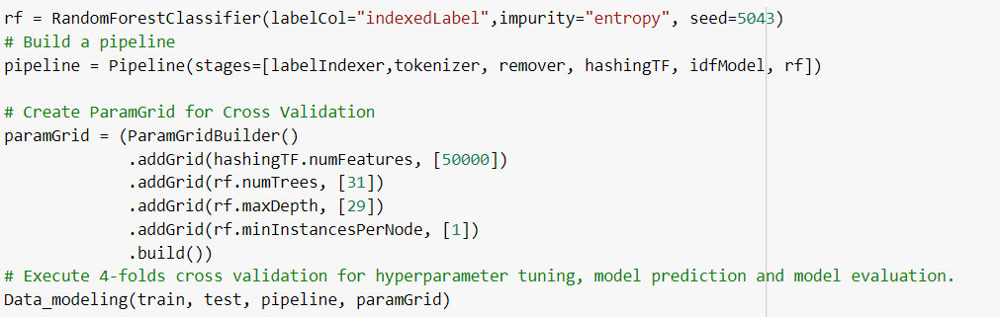 rf = RandomForestClassifier(labelCol="indexedLabel",impurity="entropy", seed=5043)
# Build a pipeline
pipeline = Pipeline(stages=[labelIndexer,tokenizer, remover, hashingTF, idfModel, rf])
# Create ParamGrid for Cross Validation
paramGrid = (ParamGridBuilder()
.addGrid(hashingTF.numFeatures, [50000])
.addGrid(rf.numTrees, [31])
.addGrid(rf.maxDepth, [29])
.addGrid(rf.minInstancesPerNode, [1])
.build())
# Execute 4-folds cross validation for hyperparameter tuning, model prediction and model evaluation.
Data_modeling(train, test, pipeline, paramGrid)